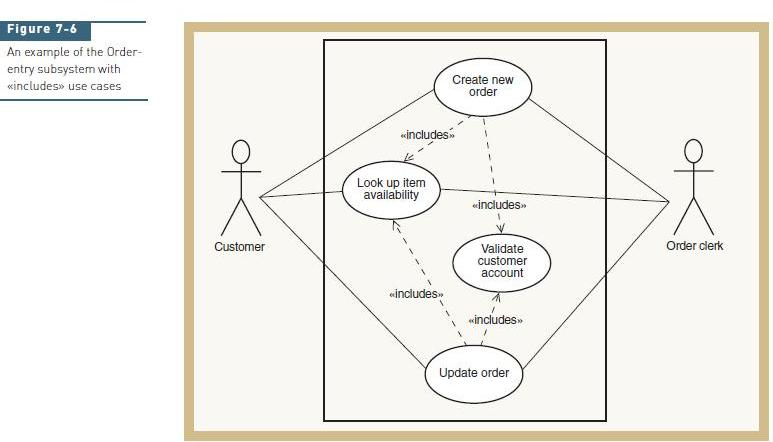 Figure 7-6
An example of the Order-
entry subsystem with
«includes» use cases
Create new
order
«includes»
Look up item
availability
«includes»
Customer
Order clerk
Validate
customer
account
«includes»
«includes»
Update order